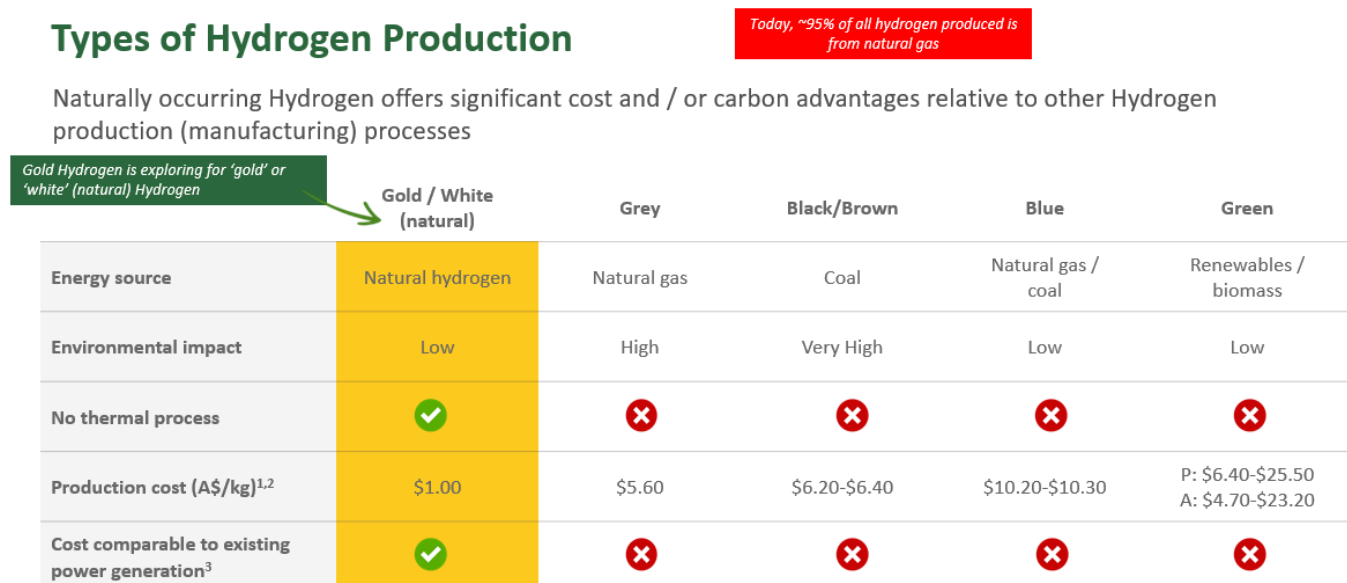 Types of Hydrogen Production
Today, ~95% of all hydrogen produced is
from natural gas
Naturally occurring Hydrogen offers significant cost and / or carbon advantages relative to other Hydrogen
production (manufacturing) processes
Gold Hydrogen is exploring for ‘gold’ or
‘white’ (natural) Hydrogen
Gold / White
(natural)
Grey
Black/Brown
Blue
Green
Energy source
Natural hydrogen
Natural gas
Coal
Natural gas /
coal
Renewables /
biomass
Environmental impact
Low
High
Very High
Low
Low
No thermal process
Production cost (A$/kg)1,2
$1.00
$5.60
$6.20-$6.40
$10.20-$10.30
P: $6.40-$25.50
A: $4.70-$23.20
Cost comparable to existing
power generation3